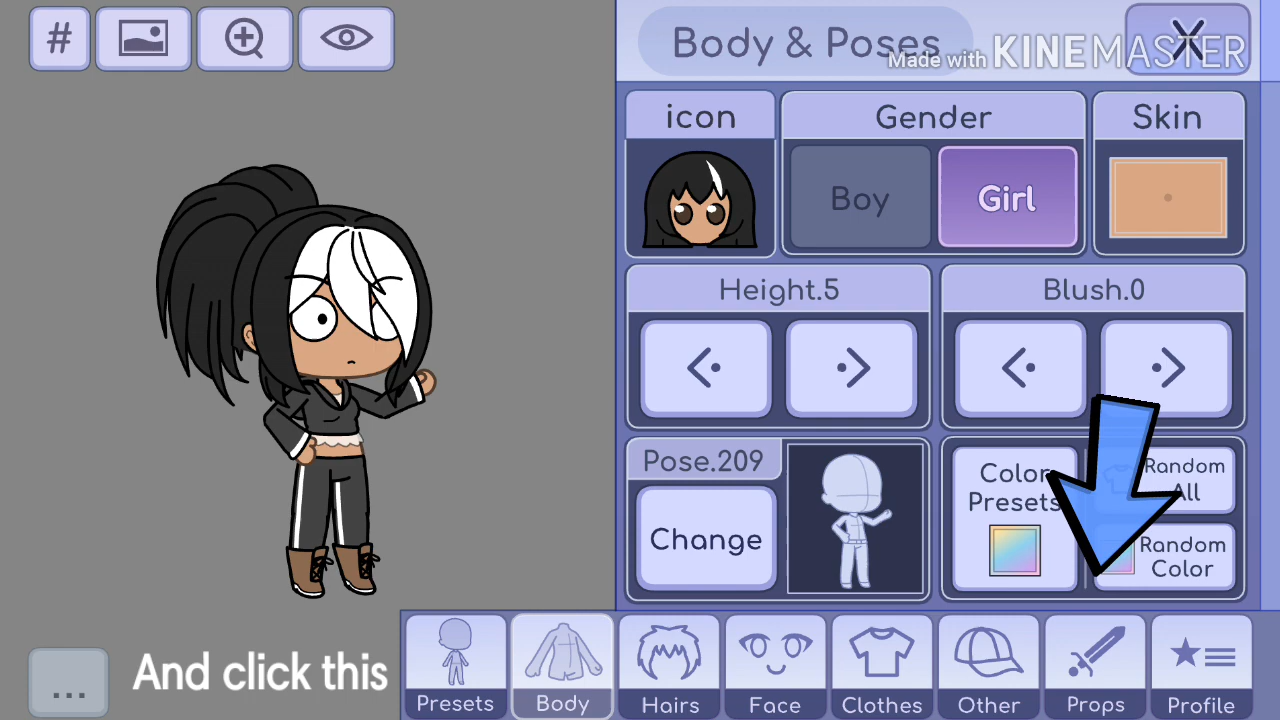 #
Body & Poses
X
Made with KINEMASTER
icon
Gender
Skin
Boy
Girl
Height.5
Blush.0
Pose.209
Change
Color
Presets
Random
All
Random
Color
...
And click this
Presets
Body
Hairs
Face
Clothes
Other
Props
Profile